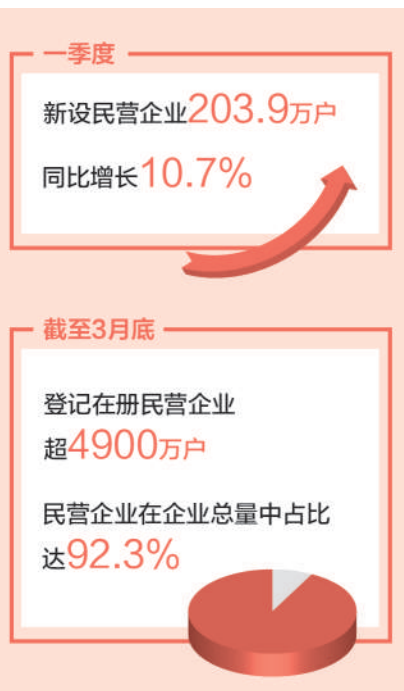 一季度
新设民营企业203.9万户
同比增长10.7%
截至3月底
登记在册民营企业
超4900万户
民营企业在企业总量中占比
达92.3%